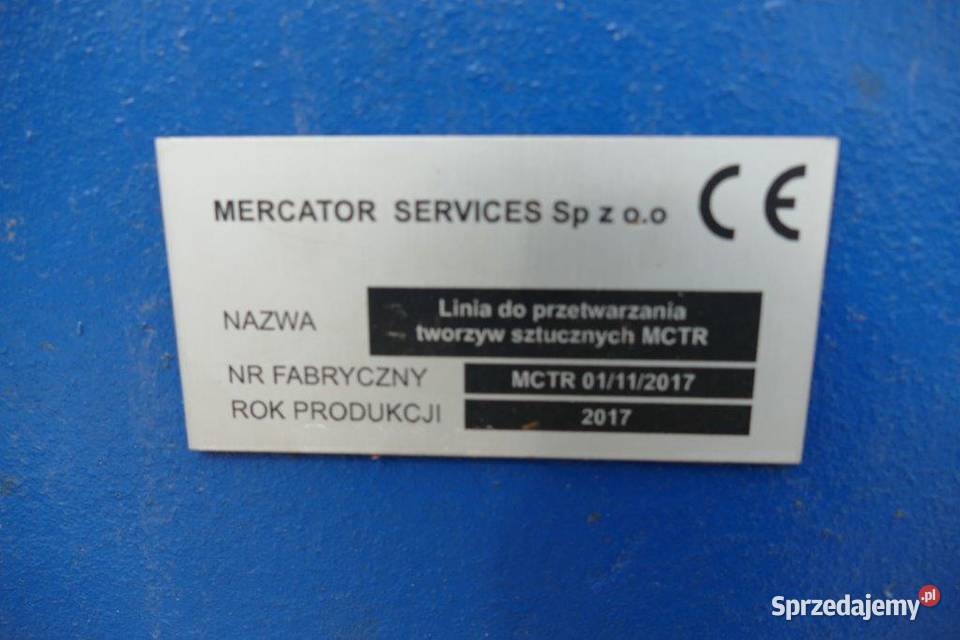 MERCATOR SERVICES Sp z o.o CE
NAZWA Linia do przetwarzania
tworzyw sztucznych MCTR
NR FABRYCZNY MCTR 01/11/2017
ROK PRODUKCJI 2017
Sprzedajemy.pl